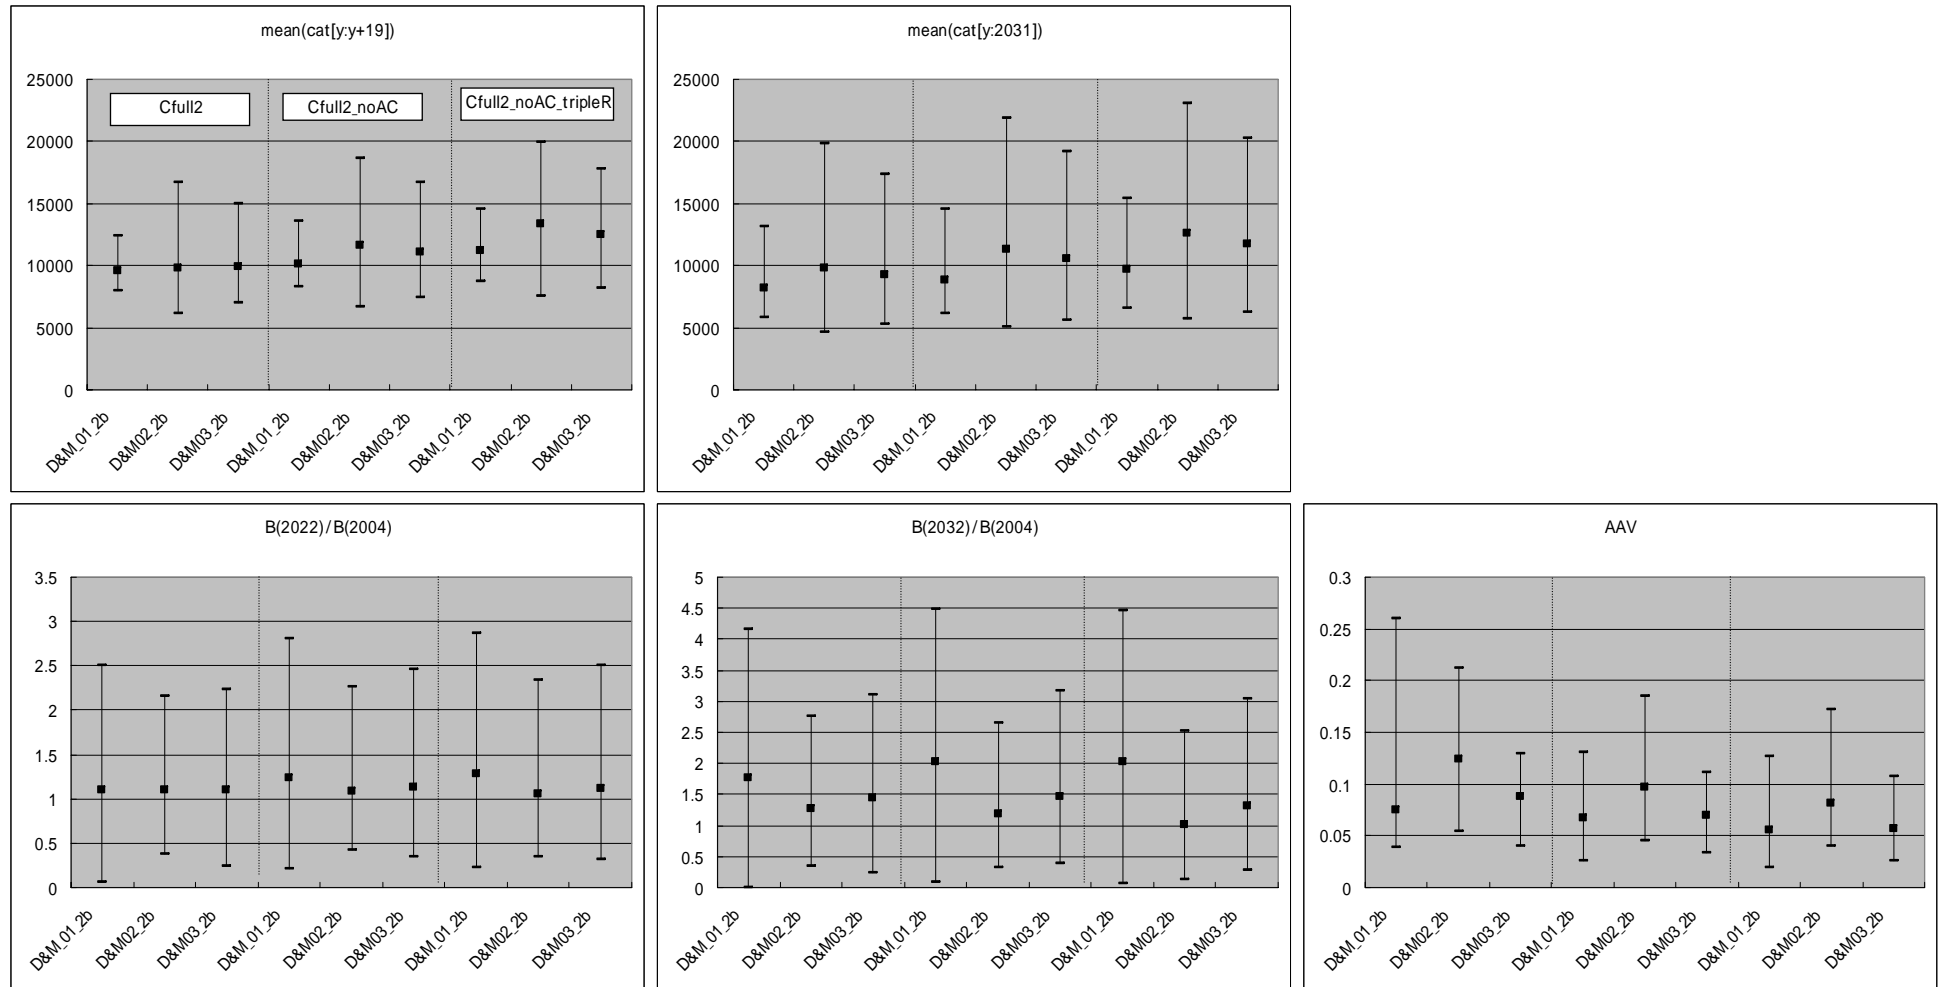 mean(cat[y:y+19])
25000
20000
15000
10000
5000
0
Cfull2
Cfull2_noAC
Cfull2_noAC_tripleR
D&M_01_2b
D&M02_2b
D&M03_2b
D&M_01_2b
D&M02_2b
D&M03_2b
D&M_01_2b
D&M02_2b
D&M03_2b
mean(cat[y:2031])
25000
20000
15000
10000
5000
0
D&M_01_2b
D&M02_2b
D&M03_2b
D&M_01_2b
D&M02_2b
D&M03_2b
D&M_01_2b
D&M02_2b
D&M03_2b
B(2022)/B(2004)
3.5
3
2.5
2
1.5
1
0.5
0
D&M_01_2b
D&M02_2b
D&M03_2b
D&M_01_2b
D&M02_2b
D&M03_2b
D&M_01_2b
D&M02_2b
D&M03_2b
B(2032)/B(2004)
5
4.5
4
3.5
3
2.5
2
1.5
1
0.5
0
D&M_01_2b
D&M02_2b
D&M03_2b
D&M_01_2b
D&M02_2b
D&M03_2b
D&M_01_2b
D&M02_2b
D&M03_2b
AAV
0.3
0.25
0.2
0.15
0.1
0.05
0
D&M_01_2b
D&M02_2b
D&M03_2b
D&M_01_2b
D&M02_2b
D&M03_2b
D&M_01_2b
D&M02_2b
D&M03_2b